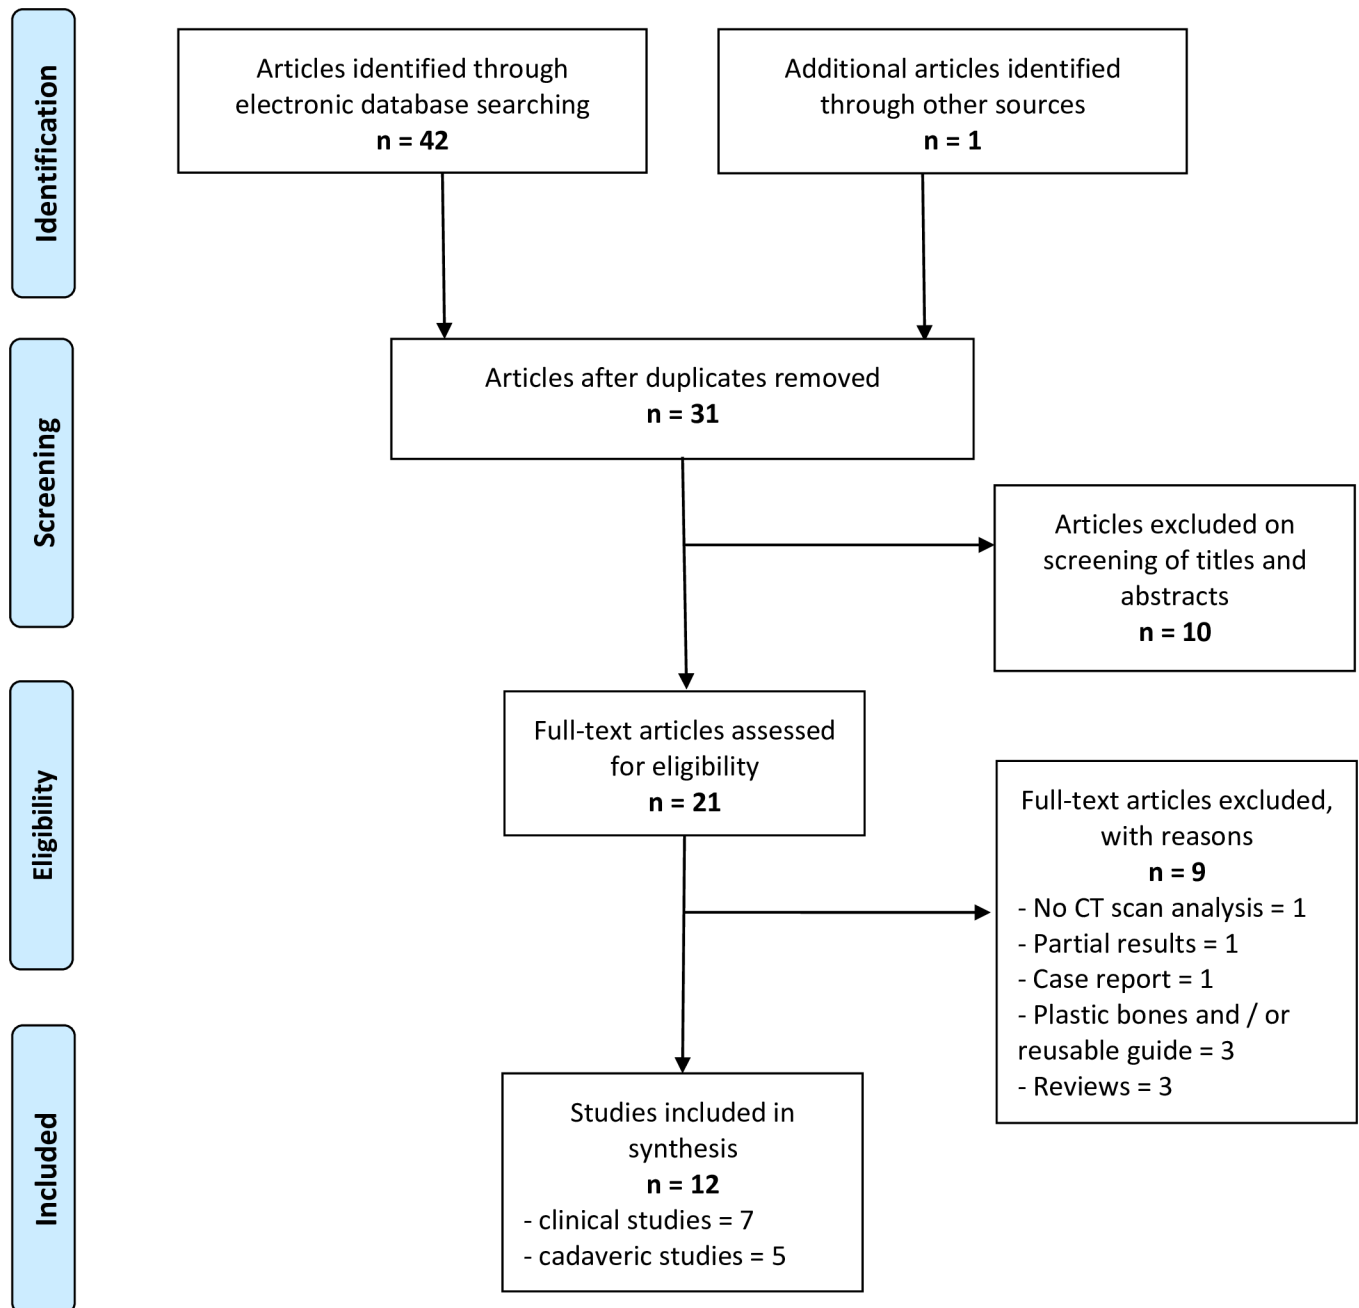 Identification
Articles identified through
electronic database searching
n = 42
Additional articles identified
through other sources
n = 1
Screening
Articles after duplicates removed
n = 31
Articles excluded on
screening of titles and
abstracts
n = 10
Eligibility
Full-text articles assessed
for eligibility
n = 21
Full-text articles excluded,
with reasons
n = 9
- No CT scan analysis = 1
- Partial results = 1
- Case report = 1
- Plastic bones and / or
reusable guide = 3
- Reviews = 3
Included
Studies included in
synthesis
n = 12
- clinical studies = 7
- cadaveric studies = 5